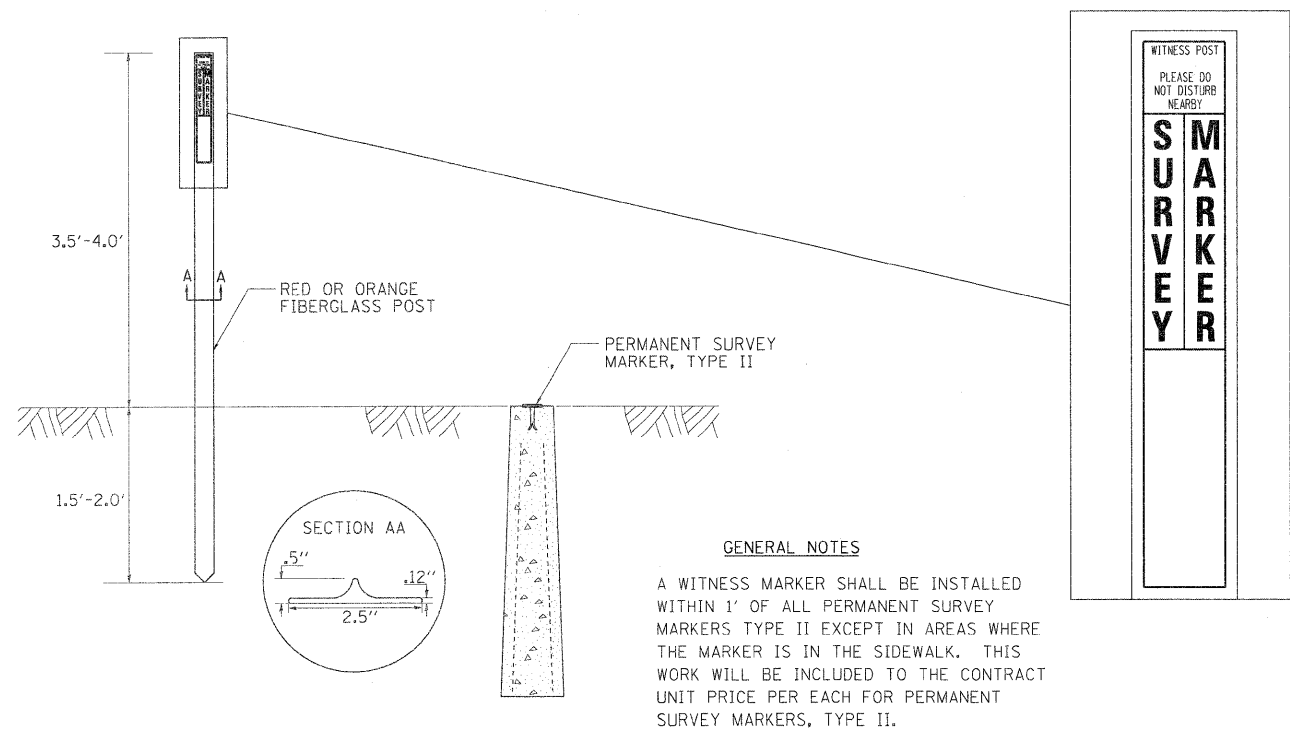 WITNESS POST
PLEASE DO
NOT DISTURB
NEARBY
SURVEY
MARKER
3.5'-4.0'
A A
RED OR ORANGE
FIBERGLASS POST
PERMANENT SURVEY
MARKER, TYPE II
1.5'-2.0'
SECTION AA
.5"
.12"
2.5"
GENERAL NOTES
A WITNESS MARKER SHALL BE INSTALLED
WITHIN 1' OF ALL PERMANENT SURVEY
MARKERS TYPE II EXCEPT IN AREAS WHERE
THE MARKER IS IN THE SIDEWALK. THIS
WORK WILL BE INCLUDED TO THE CONTRACT
UNIT PRICE PER EACH FOR PERMANENT
SURVEY MARKERS, TYPE II.